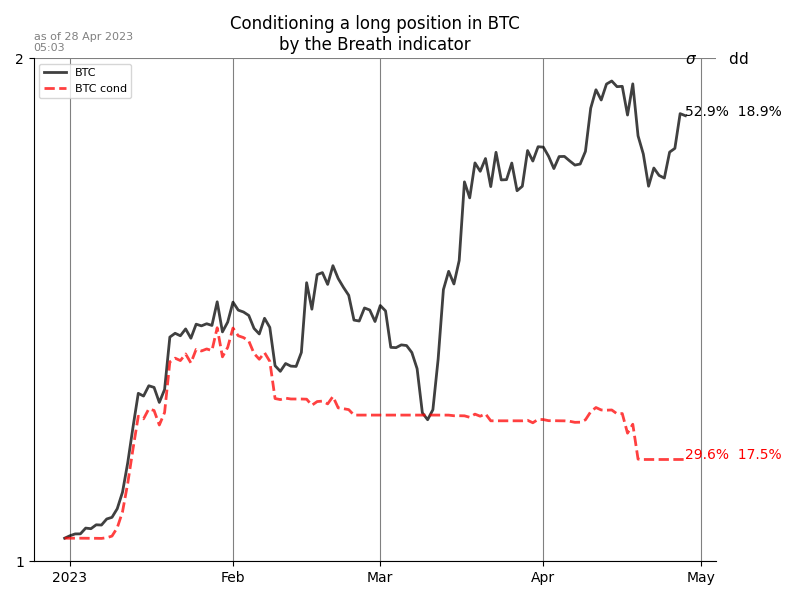 Conditioning a long position in BTC
by the Breath indicator
as of 28 Apr 2023
05:03
σ dd
2
BTC
BTC cond
52.9% 18.9%
29.6% 17.5%
1
2023 Feb Mar Apr May